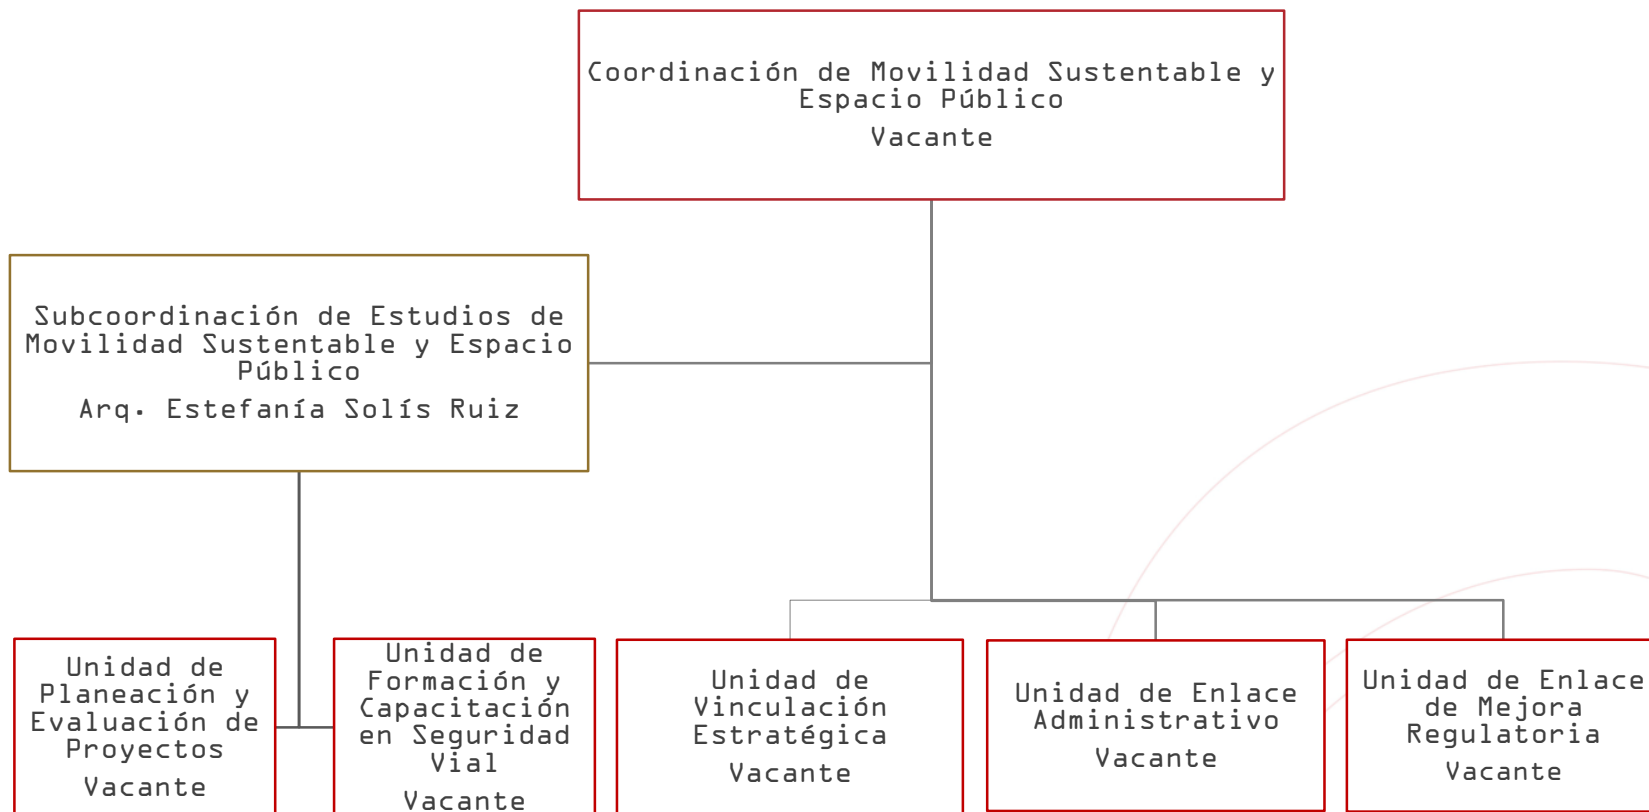 Coordinación de Movilidad Sustentable y
Espacio Público
Vacante
Subcoordinación de Estudios de
Movilidad Sustentable y Espacio
Público
Arq. Estefanía Solís Ruiz
Unidad de
Planeación y
Evaluación de
Proyectos
Vacante
Unidad de
Formación y
Capacitación
en Seguridad
Vial
Vacante
Unidad de
Vinculación
Estratégica
Vacante
Unidad de Enlace
Administrativo
Vacante
Unidad de Enlace
de Mejora
Regulatoria
Vacante